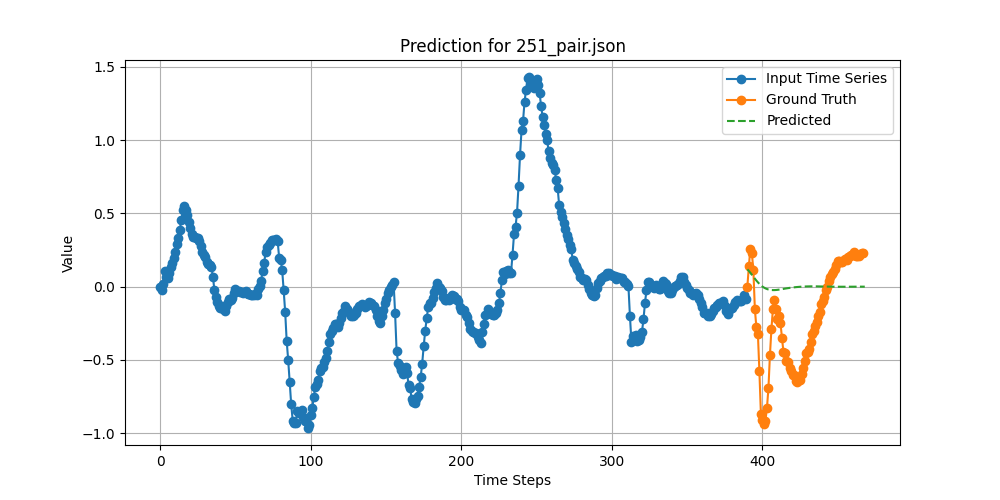 Prediction for 251_pair.json
1.5
1.0
0.5
0.0
−0.5
−1.0
Value
Input Time Series
Ground Truth
Predicted
0
100
200
300
400
Time Steps